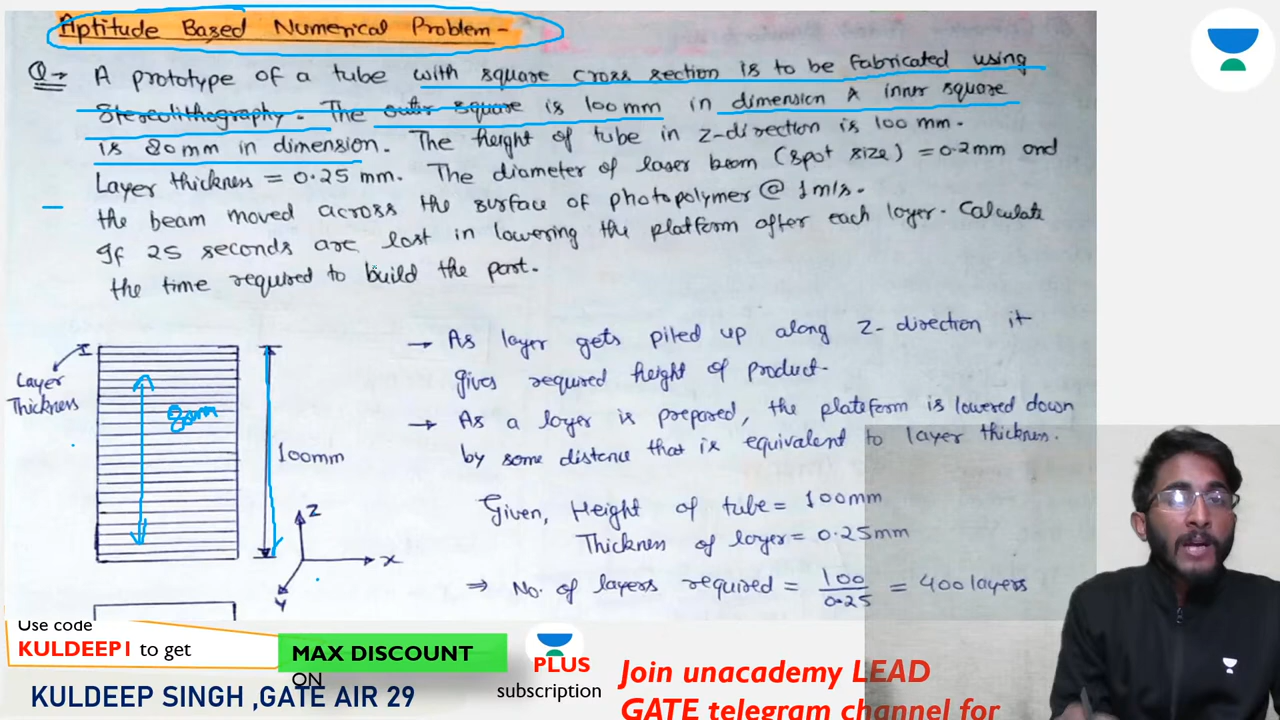 Aptitude Based Numerical Problem -
Q → A prototype of a tube with square cross section is to be fabricated using
Stereolithography. The outer square is 100 mm in dimension & inner square
is 80 mm in dimension. The height of tube in z-direction is 100 mm.
Layer thickness = 0.25 mm. The diameter of laser beam (spot size) = 0.2mm and
the beam moved across the surface of photopolymer @ 1m/s.
If 25 seconds are lost in lowering the platform after each layer. Calculate
the time required to build the part.
→ As layer gets piled up along Z-direction it
gives required height of product.
→ As a layer is prepared, the plateform is lowered down
by some distence that is equivalent to layer thickness.
Given, Height of tube = 100mm
Thickness of layer = 0.25mm
⇒ No. of layers required = 100/0.25 = 400 layers
Layer
Thickness
100mm
Z
x
y
Use code
KULDEEP1 to get
MAX DISCOUNT
ON
PLUS
subscription
KULDEEP SINGH ,GATE AIR 29
Join unacademy LEAD
GATE telegram channel for